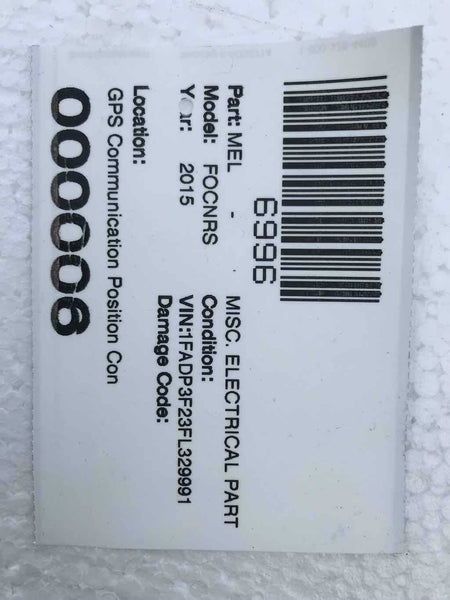 6996
Part: MEL - MISC. ELECTRICAL PART
Model: FOCNRS Condition:
Year: 2015 VIN:1FADP3F23FL329991
Damage Code:
Location:
GPS Communication Position Con
000006